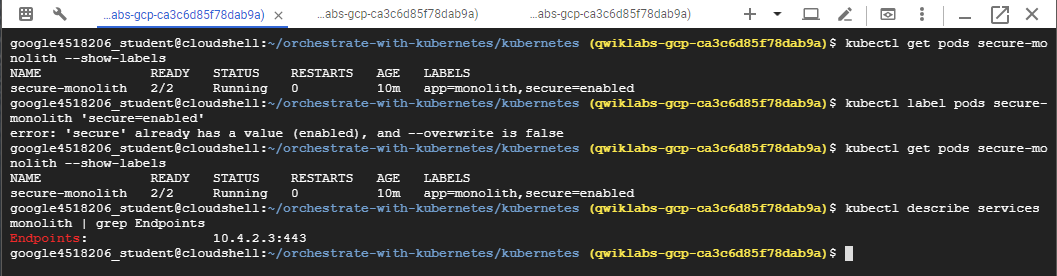 ...abs-gcp-ca3c6d85f78dab9a)
...abs-gcp-ca3c6d85f78dab9a)
...abs-gcp-ca3c6d85f78dab9a)
google4518206_student@cloudshell:~/orchestrate-with-kubernetes/kubernetes (qwiklabs-gcp-ca3c6d85f78dab9a)$ kubectl get pods secure-mo
nolith --show-labels
NAME READY STATUS RESTARTS AGE LABELS
secure-monolith 2/2 Running 0 10m app=monolith,secure=enabled
google4518206_student@cloudshell:~/orchestrate-with-kubernetes/kubernetes (qwiklabs-gcp-ca3c6d85f78dab9a)$ kubectl label pods secure-
monolith 'secure=enabled'
error: 'secure' already has a value (enabled), and --overwrite is false
google4518206_student@cloudshell:~/orchestrate-with-kubernetes/kubernetes (qwiklabs-gcp-ca3c6d85f78dab9a)$ kubectl get pods secure-mo
nolith --show-labels
NAME READY STATUS RESTARTS AGE LABELS
secure-monolith 2/2 Running 0 10m app=monolith,secure=enabled
google4518206_student@cloudshell:~/orchestrate-with-kubernetes/kubernetes (qwiklabs-gcp-ca3c6d85f78dab9a)$ kubectl describe services
monolith | grep Endpoints
Endpoints: 10.4.2.3:443
google4518206_student@cloudshell:~/orchestrate-with-kubernetes/kubernetes (qwiklabs-gcp-ca3c6d85f78dab9a)$